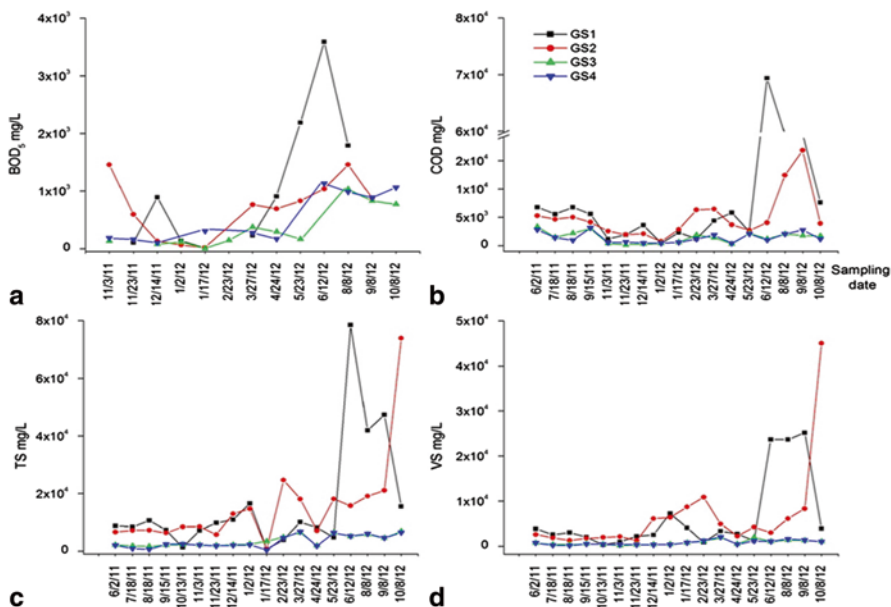 a
BOD₅ mg/L
4x10³
3x10³
2x10³
1x10³
0
11/3/11
11/23/11
12/14/11
1/2/12
1/17/12
2/23/12
3/27/12
4/24/12
5/23/12
6/12/12
8/8/12
9/8/12
10/8/12
b
COD mg/L
8x10⁴
7x10⁴
6x10⁴
2x10⁴
1x10⁴
5x10³
0
GS1
GS2
GS3
GS4
6/2/11
7/18/11
8/18/11
9/15/11
11/3/11
11/23/11
12/14/11
1/2/12
1/17/12
2/23/12
3/27/12
4/24/12
5/23/12
6/12/12
8/8/12
9/8/12
10/8/12
Sampling
date
c
TS mg/L
8x10⁴
6x10⁴
4x10⁴
2x10⁴
0
6/2/11
7/18/11
8/18/11
9/15/11
10/13/11
11/3/11
11/23/11
12/14/11
1/2/12
1/17/12
2/23/12
3/27/12
4/24/12
5/23/12
6/12/12
8/8/12
9/8/12
10/8/12
d
VS mg/L
5x10⁴
4x10⁴
3x10⁴
2x10⁴
1x10⁴
0
6/2/11
7/18/11
8/18/11
9/15/11
10/13/11
11/3/11
11/23/11
12/14/11
1/2/12
1/17/12
2/23/12
3/27/12
4/24/12
5/23/12
6/12/12
8/8/12
9/8/12
10/8/12